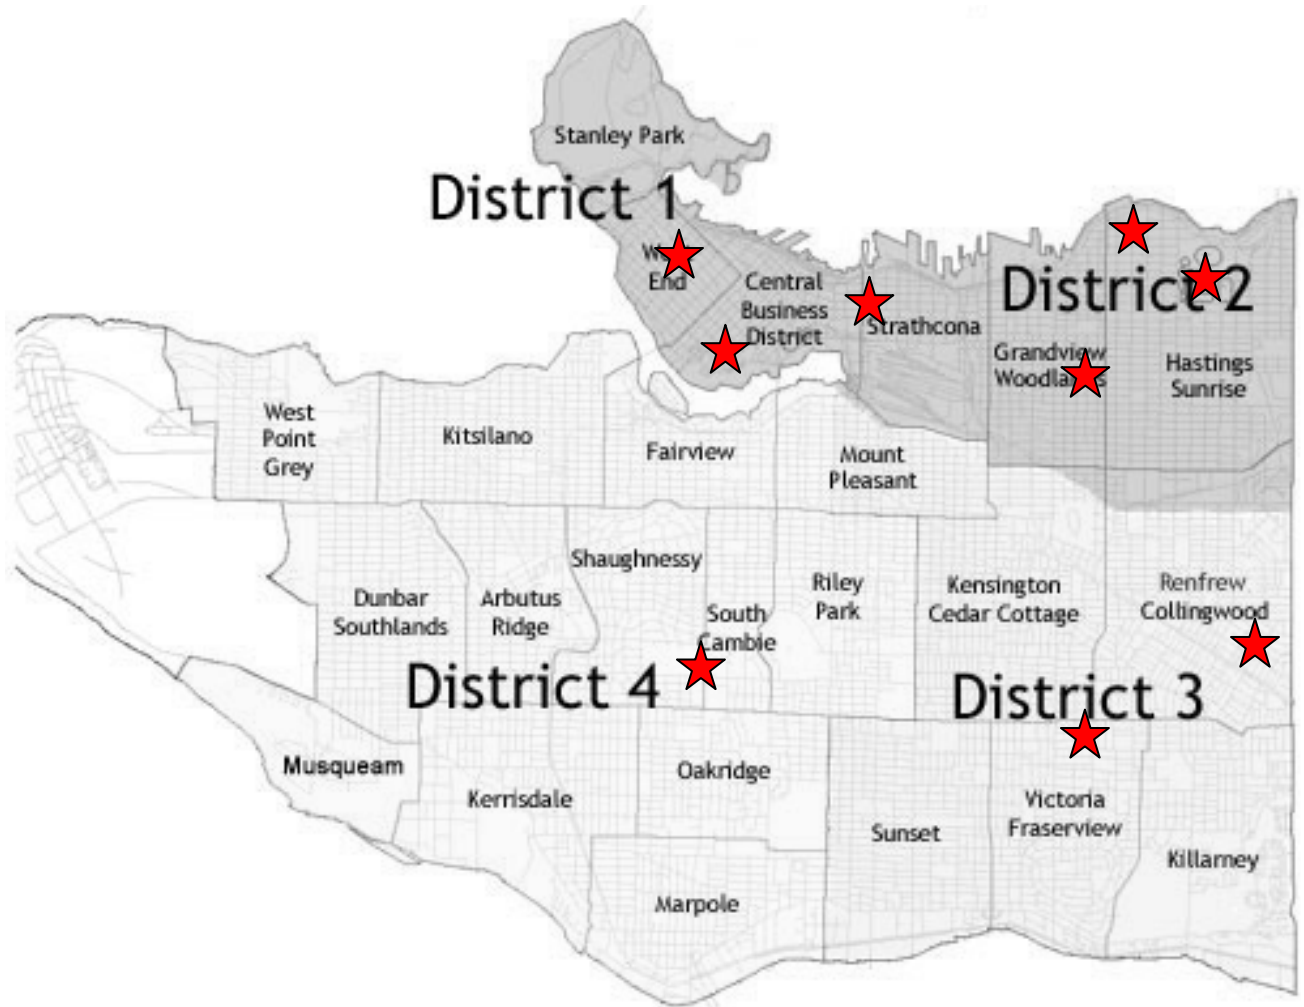 Stanley Park
District 1
West
End
Central
Business
District
Strathcona
District 2
Grandview
Hastings
Sunrise
West
Point
Grey
Kitsilano
Fairview
Mount
Pleasant
Shaughnessy
Dunbar
Southlands
Arbutus
Ridge
South
Cambie
Riley
Park
Kensington
Cedar Cottage
Renfrew
Collingwood
District 4
District 3
Musqueam
Kerrisdale
Oakridge
Victoria
Fraserview
Sunset
Killarney
Marpole